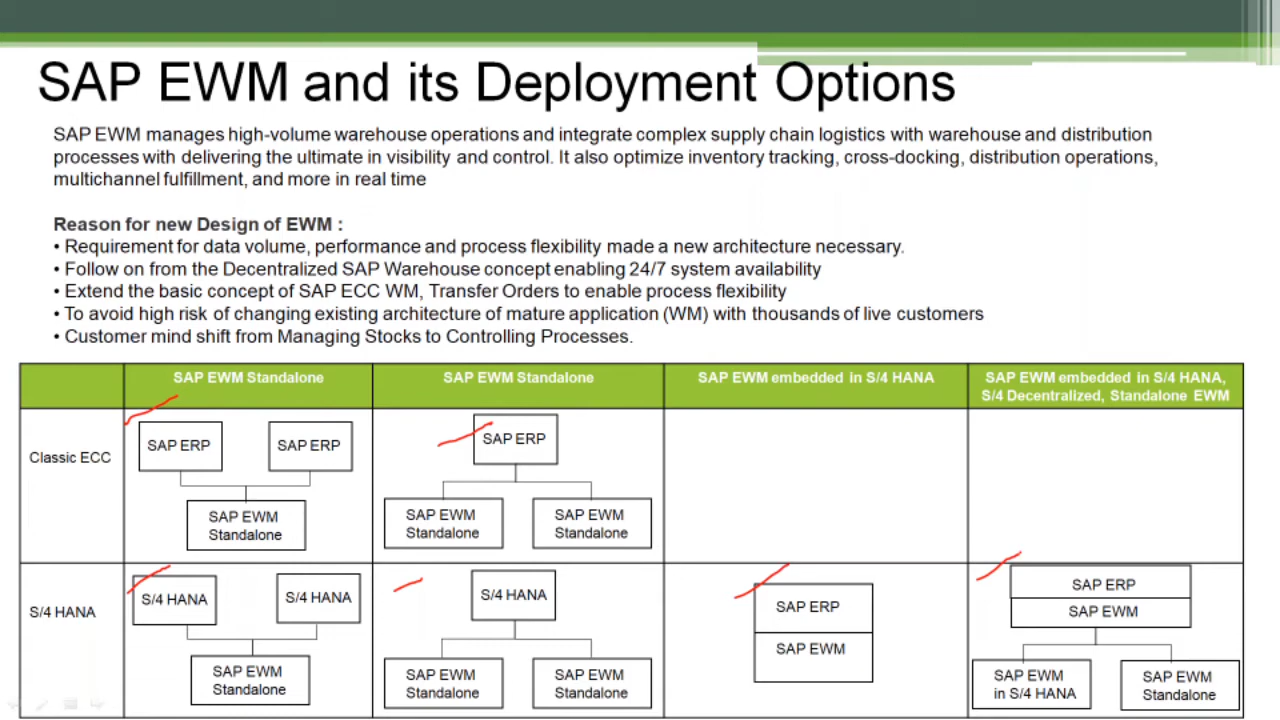 SAP EWM and its Deployment Options
SAP EWM manages high-volume warehouse operations and integrate complex supply chain logistics with warehouse and distribution
processes with delivering the ultimate in visibility and control. It also optimize inventory tracking, cross-docking, distribution operations,
multichannel fulfillment, and more in real time
Reason for new Design of EWM :
• Requirement for data volume, performance and process flexibility made a new architecture necessary.
• Follow on from the Decentralized SAP Warehouse concept enabling 24/7 system availability
• Extend the basic concept of SAP ECC WM, Transfer Orders to enable process flexibility
• To avoid high risk of changing existing architecture of mature application (WM) with thousands of live customers
• Customer mind shift from Managing Stocks to Controlling Processes.
SAP EWM Standalone
SAP EWM Standalone
SAP EWM embedded in S/4 HANA
SAP EWM embedded in S/4 HANA,
S/4 Decentralized, Standalone EWM
Classic ECC
SAP ERP
SAP ERP
SAP EWM
Standalone
SAP ERP
SAP EWM
Standalone
SAP EWM
Standalone
S/4 HANA
S/4 HANA
S/4 HANA
SAP EWM
Standalone
S/4 HANA
SAP EWM
Standalone
SAP EWM
Standalone
SAP ERP
SAP EWM
SAP ERP
SAP EWM
SAP EWM
in S/4 HANA
SAP EWM
Standalone